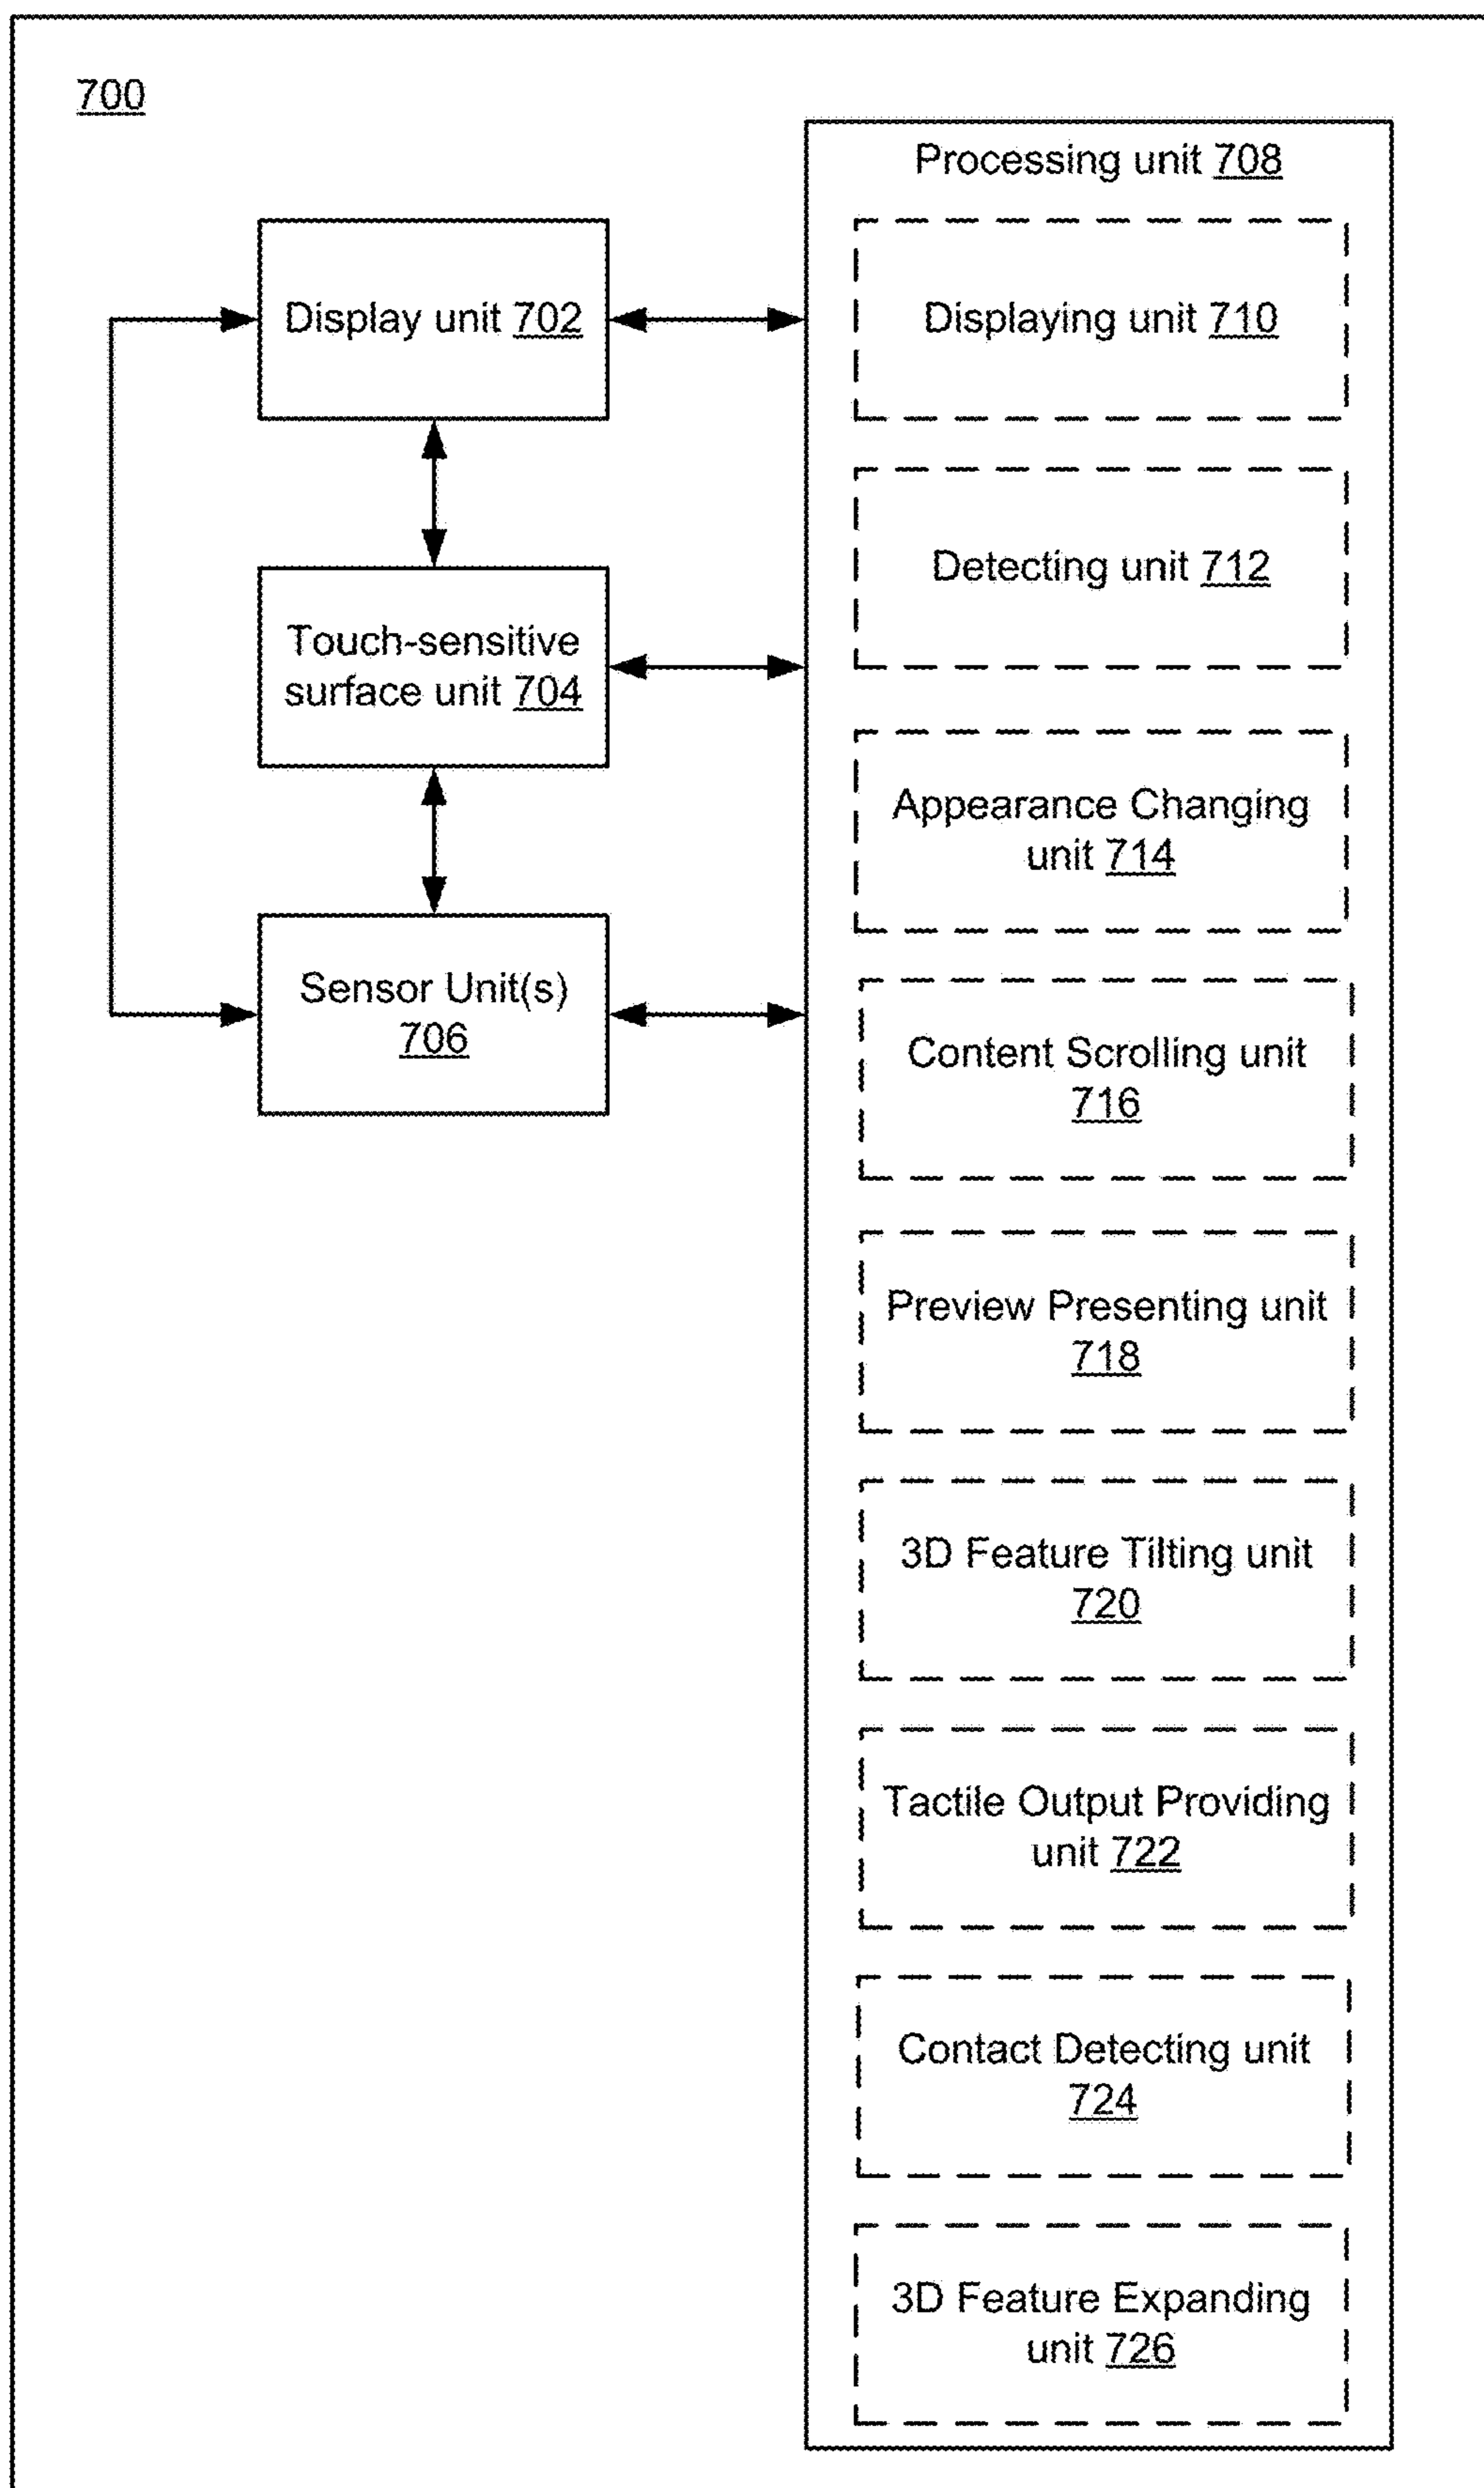 700
Processing unit 708
Display unit 702
Displaying unit 710
Detecting unit 712
Touch-sensitive
surface unit 704
Appearance Changing
unit 714
Sensor Unit(s)
706
Content Scrolling unit
716
Preview Presenting unit
718
3D Feature Tilting unit
720
Tactile Output Providing
unit 722
Contact Detecting unit
724
3D Feature Expanding
unit 726